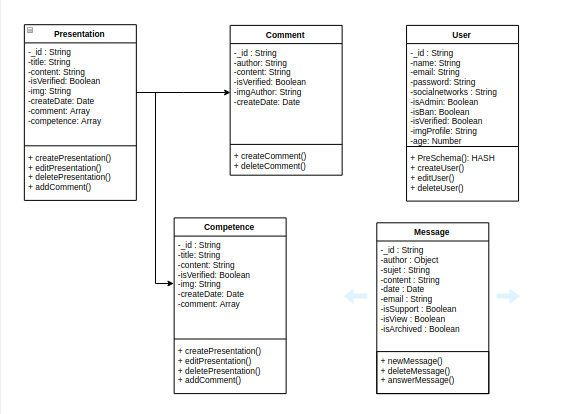 Presentation
-_id : String
-title: String
-content: String
-isVerified: Boolean
-img: String
-createDate: Date
-comment: Array
-competence: Array
+ createPresentation()
+ editPresentation()
+ deletePresentation()
+ addComment()
Comment
-_id : String
-author: String
-content: String
-isVerified: Boolean
-imgAuthor: String
-createDate: Date
+ createComment()
+ deleteComment()
User
-_id : String
-name: String
-email: String
-password: String
-socialnetworks : String
-isAdmin: Boolean
-isBan: Boolean
-isVerified: Boolean
-imgProfile: String
-age: Number
+ PreSchema(): HASH
+ createUser()
+ editUser()
+ deleteUser()
Competence
-_id : String
-title: String
-content: String
-isVerified: Boolean
-img: String
-createDate: Date
-comment: Array
+ createPresentation()
+ editPresentation()
+ deletePresentation()
+ addComment()
Message
-_id : String
-author : Object
-sujet : String
-content : String
-date : Date
-email : String
-isSupport : Boolean
-isView : Boolean
-isArchived : Boolean
+ newMessage()
+ deleteMessage()
+ answerMessage()